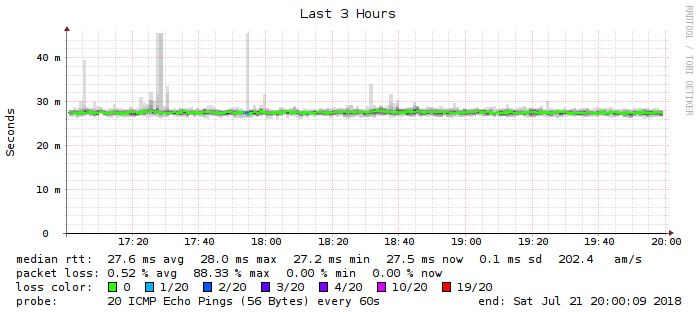 Last 3 Hours
RRDTOOL / TOBI OETIKER
Seconds
40 m
30 m
20 m
10 m
0
17:20 17:40 18:00 18:20 18:40 19:00 19:20 19:40 20:00
median rtt: 27.6 ms avg 28.0 ms max 27.2 ms min 27.5 ms now 0.1 ms sd 202.4 am/s
packet loss: 0.52 % avg 88.33 % max 0.00 % min 0.00 % now
loss color: 0 1/20 2/20 3/20 4/20 10/20 19/20
probe: 20 ICMP Echo Pings (56 Bytes) every 60s end: Sat Jul 21 20:00:09 2018